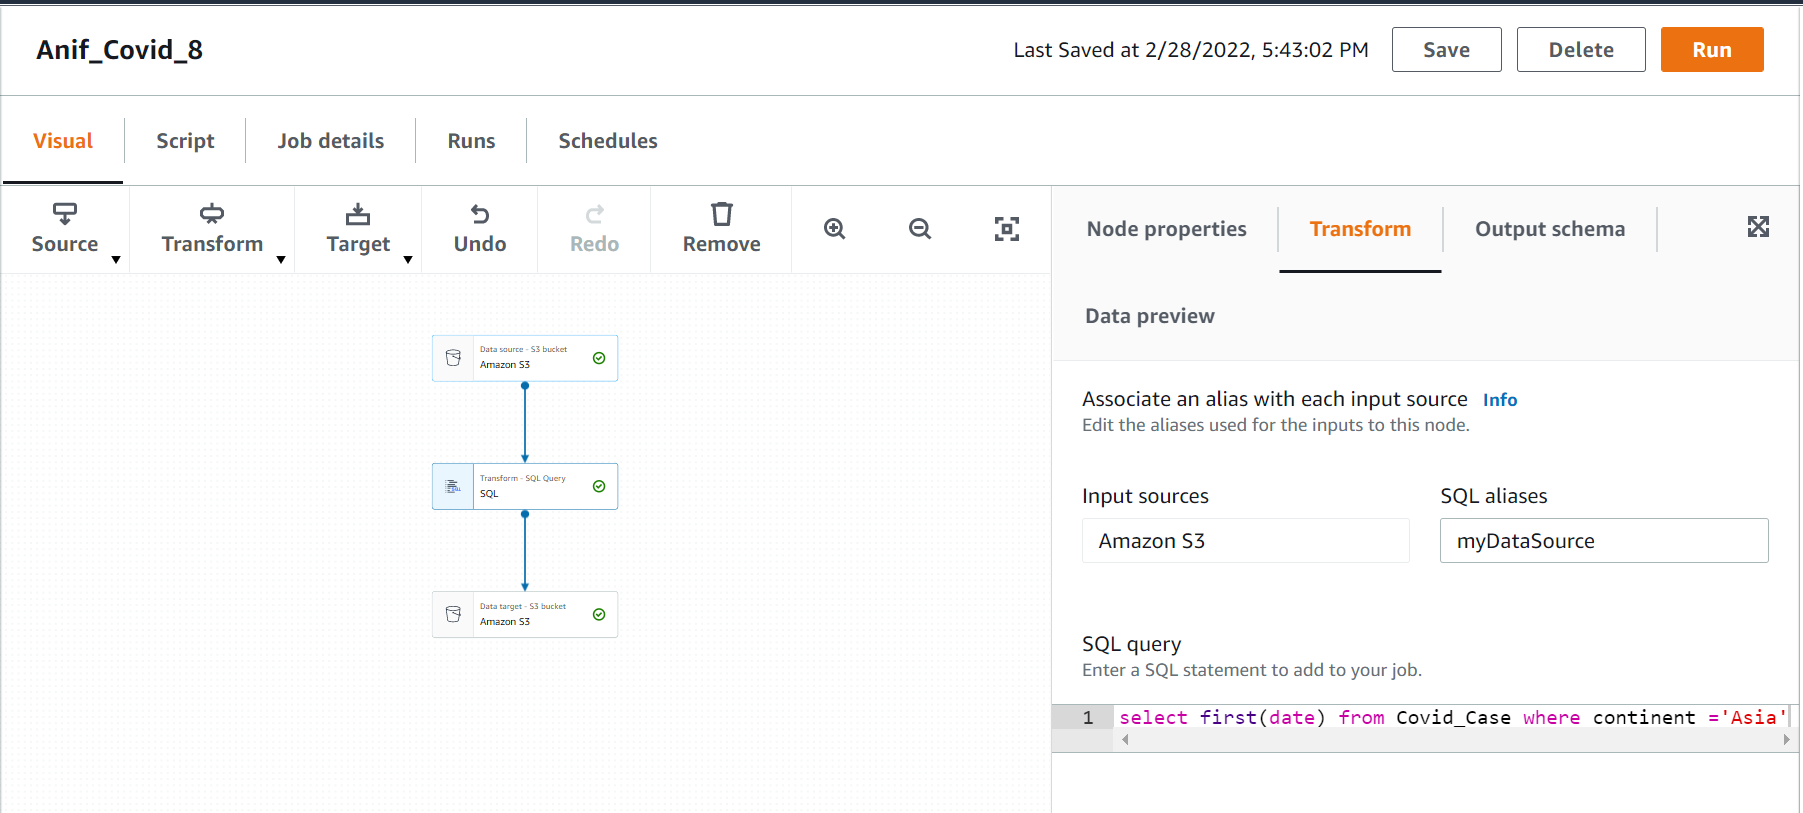 Anif_Covid_8
Last Saved at 2/28/2022, 5:43:02 PM
Save
Delete
Run
Visual
Script
Job details
Runs
Schedules
Source
Transform
Target
Undo
Redo
Remove
Node properties
Transform
Output schema
Data preview
Data source - S3 bucket
Amazon S3
Transform - SQL Query
SQL
Data target - S3 bucket
Amazon S3
Associate an alias with each input source Info
Edit the aliases used for the inputs to this node.
Input sources
SQL aliases
Amazon S3
myDataSource
SQL query
Enter a SQL statement to add to your job.
1 select first(date) from Covid_Case where continent ='Asia'